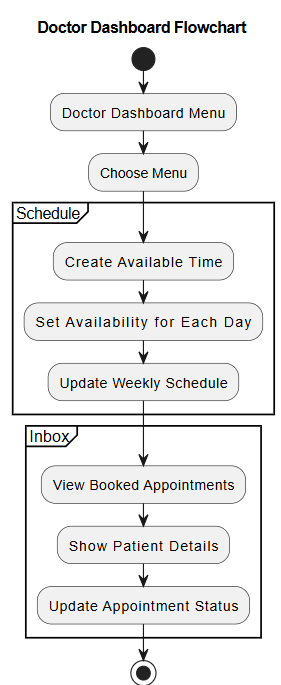 Doctor Dashboard Flowchart
Doctor Dashboard Menu
Choose Menu
Schedule
Create Available Time
Set Availability for Each Day
Update Weekly Schedule
Inbox
View Booked Appointments
Show Patient Details
Update Appointment Status